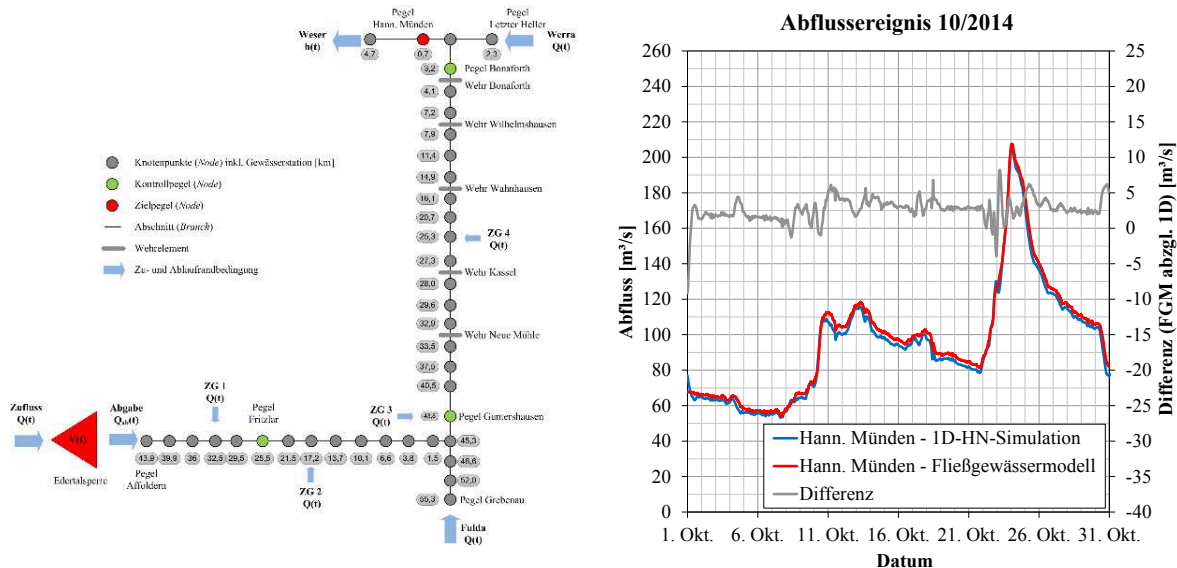 Pegel
Hann. Münden
Pegel
Letzter Heller
Weser
h(t)
Werra
Q(t)
4,7
0,7
2,3
3,2
Pegel Bonaforth
Wehr Bonaforth
4,1
7,2
Wehr Wilhelmshausen
7,9
11,4
14,9
Wehr Wahnhausen
16,1
20,7
25,3
ZG 4
Q(t)
27,3
Wehr Kassel
28,0
29,6
32,0
Wehr Neue Mühle
33,5
37,0
40,5
ZG 3
Q(t)
43,8
Pegel Guntershausen
Knotenpunkte (Node) inkl. Gewässerstation [km]
Kontrollpegel (Node)
Zielpegel (Node)
Abschnitt (Branch)
Wehrelement
Zu- und Ablaufrandbedingung
Zufluss
Q(t)
V(t)
Edertalsperre
Abgabe
Qab(t)
ZG 1
Q(t)
Pegel
Fritzlar
43,9 39,9 36 32,5 29,5 25,5 21,5 17,2 13,7 10,1 6,6 3,8 1,5
45,3
48,6
52,0
55,3
Pegel
Affoldern
ZG 2
Q(t)
Pegel Grebenau
Fulda
Q(t)
Abflussereignis 10/2014
260
240
220
200
180
160
140
120
100
80
60
40
20
0
Abfluss [m³/s]
25
20
15
10
5
0
-5
-10
-15
-20
-25
-30
-35
-40
Differenz (FGM abzgl. 1D) [m³/s]
Hann. Münden - 1D-HN-Simulation
Hann. Münden - Fließgewässermodell
Differenz
1. Okt. 6. Okt. 11. Okt. 16. Okt. 21. Okt. 26. Okt. 31. Okt.
Datum